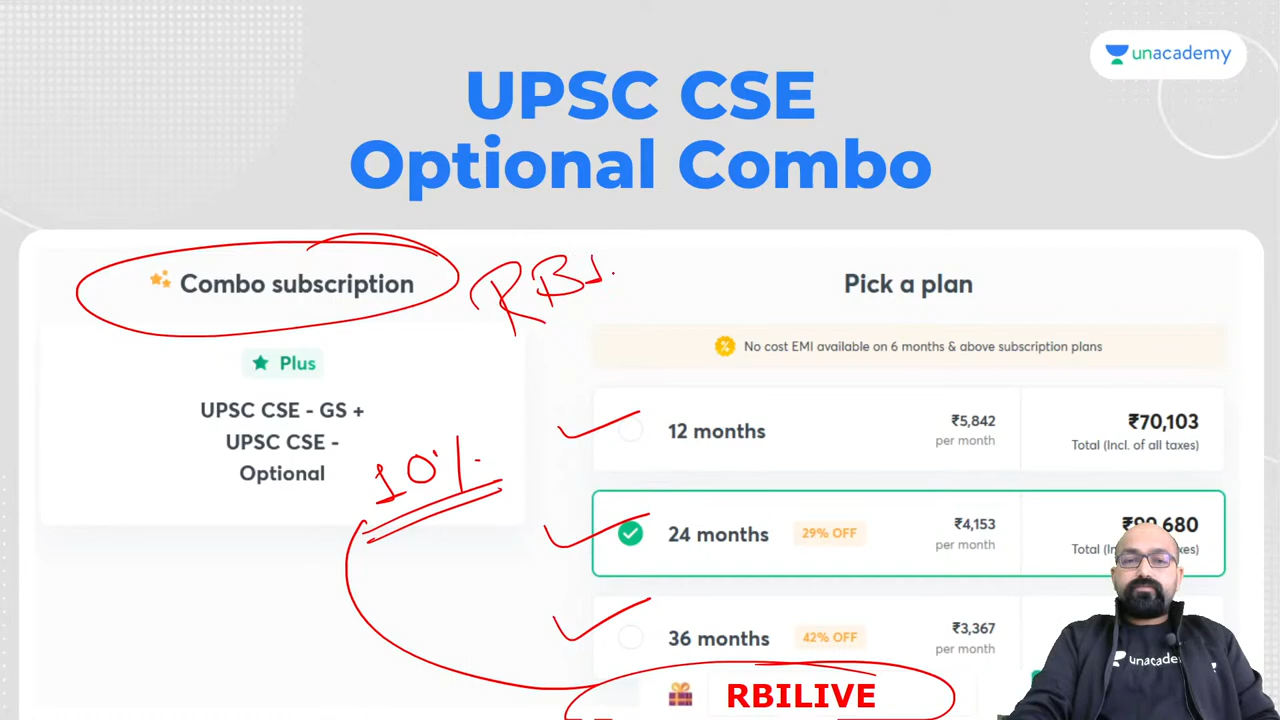 unacademy
UPSC CSE
Optional Combo
Combo subscription
RBI
Pick a plan
Plus
No cost EMI available on 6 months & above subscription plans
UPSC CSE - GS +
UPSC CSE -
Optional
10%
12 months
₹5,842
per month
₹70,103
Total (Incl. of all taxes)
24 months
29% OFF
₹4,153
per month
Total
36 months
42% OFF
₹3,367
per month
RBILIVE
unacademy